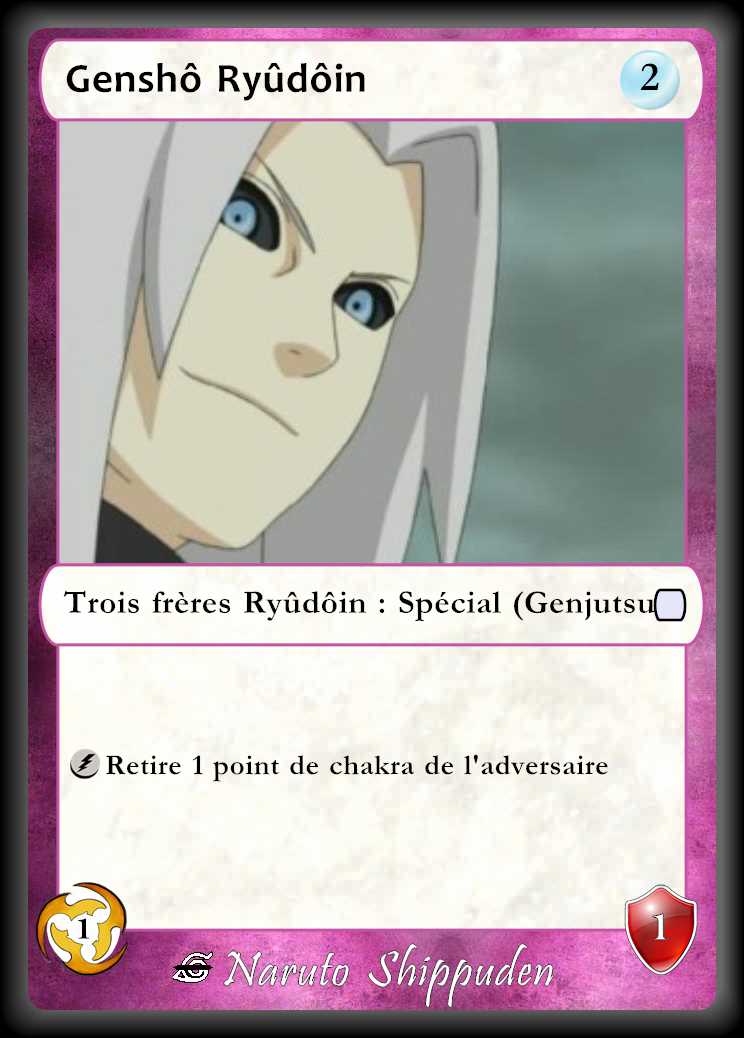 Genshô Ryûdôin
2
Trois frères Ryûdôin : Spécial (Genjutsu
Retire 1 point de chakra de l'adversaire
1
1
Naruto Shippuden